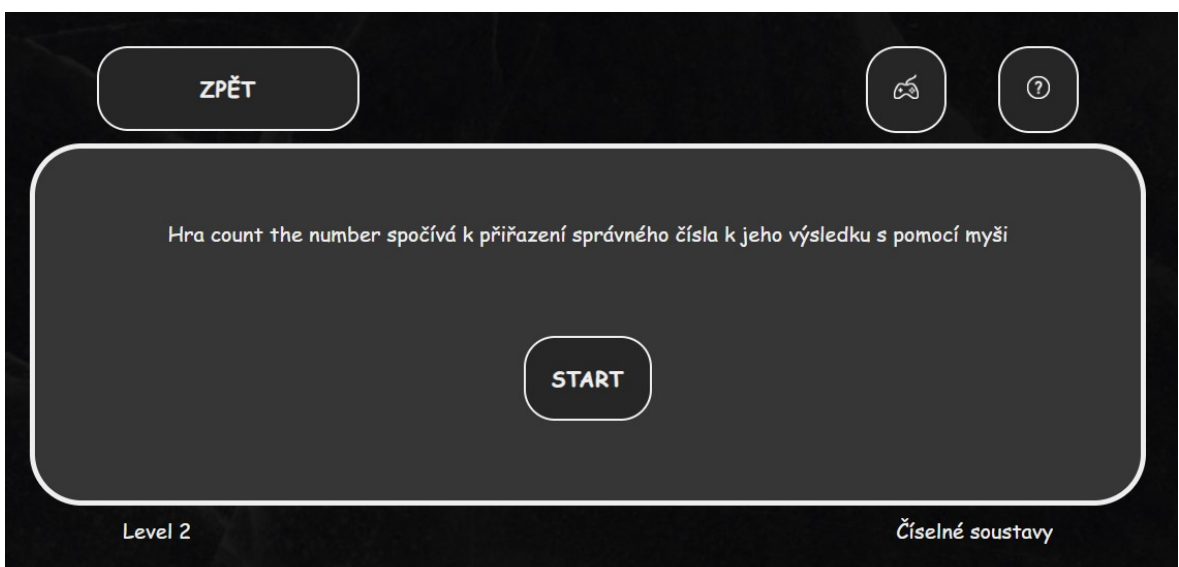 ZPĚT
?
Hra count the number spočívá k přiřazení správného čísla k jeho výsledku s pomocí myši
START
Level 2
Číselné soustavy